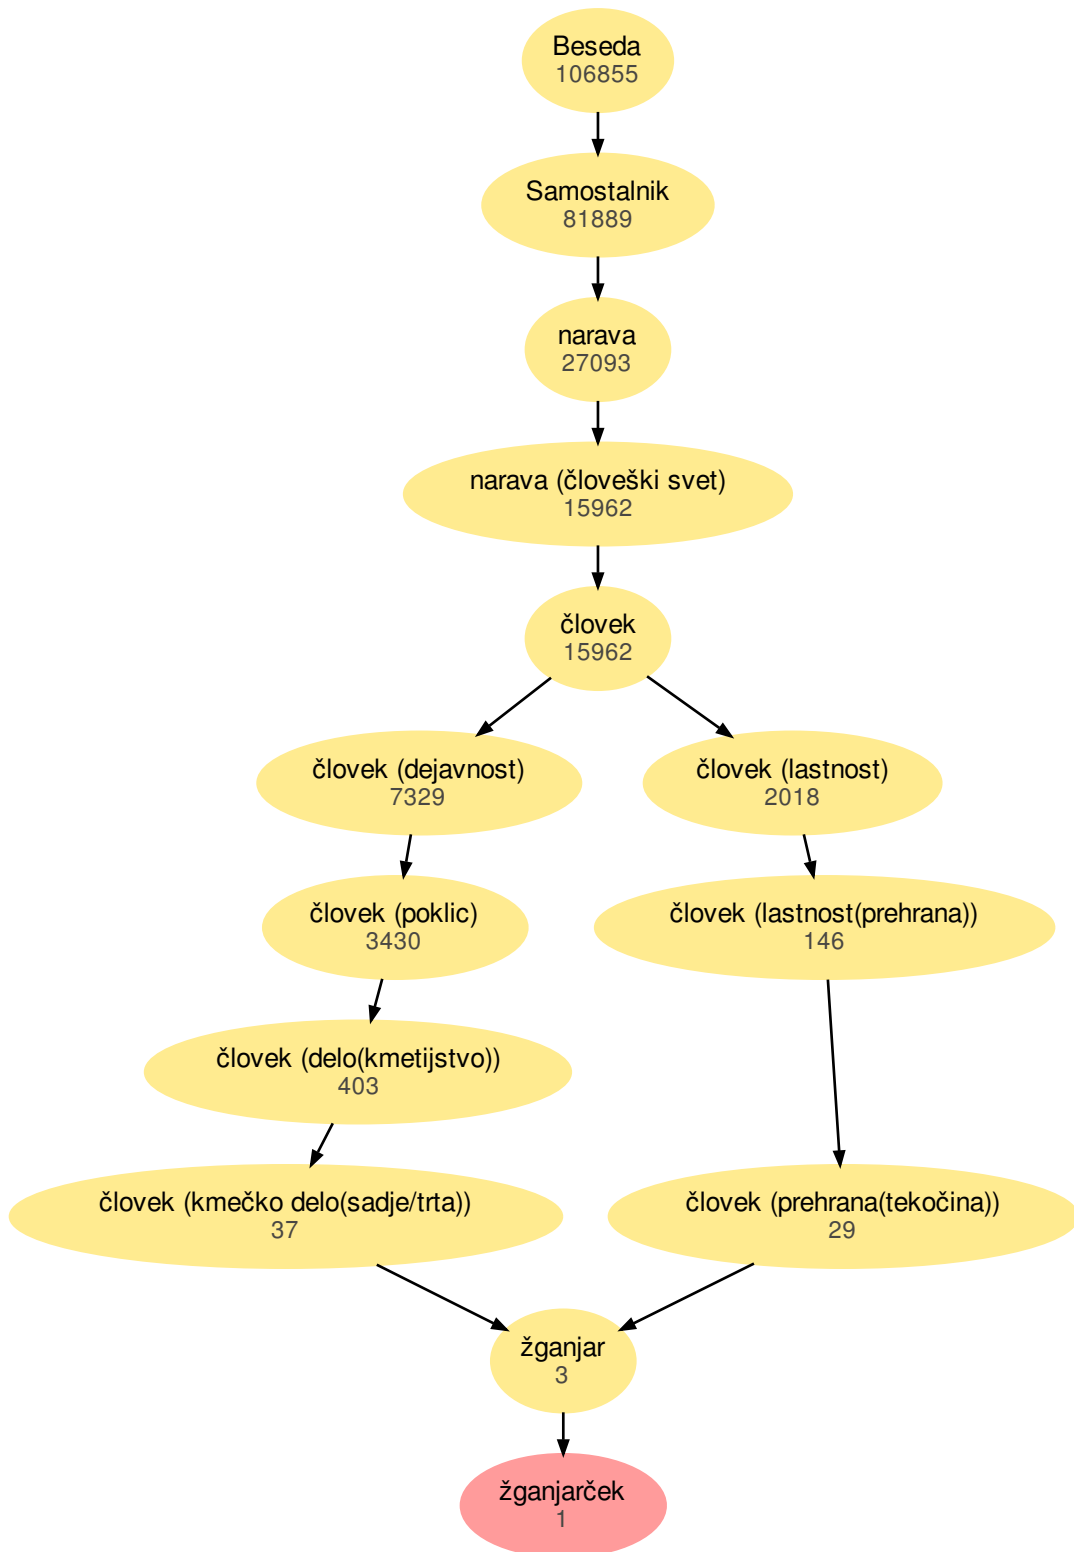 Beseda
106855
Samostalnik
81889
narava
27093
narava (človeški svet)
15962
človek
15962
človek (dejavnost)
7329
človek (lastnost)
2018
človek (poklic)
3430
človek (lastnost(prehrana))
146
človek (delo(kmetijstvo))
403
človek (kmečko delo(sadje/trta))
37
človek (prehrana(tekočina))
29
žganjar
3
žganjarček
1